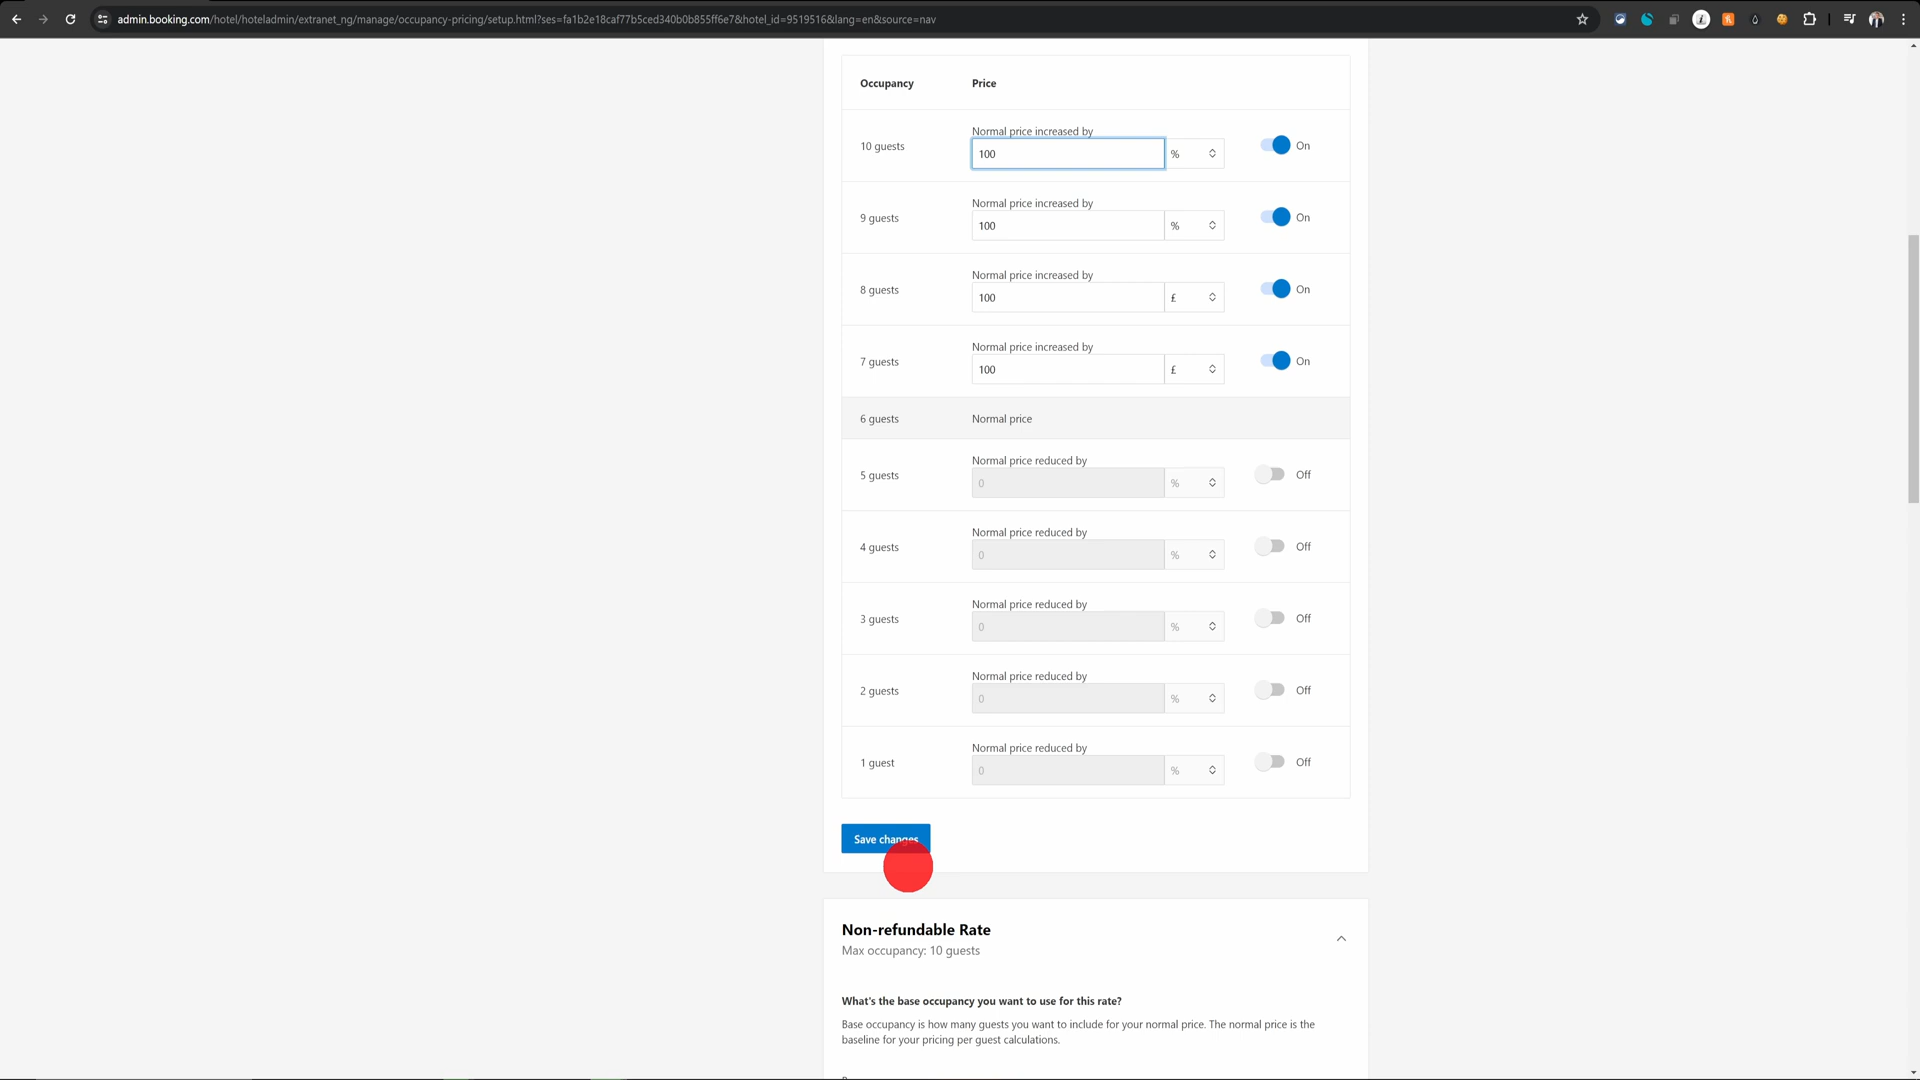 admin.booking.com/hotel/hoteladmin/extranet_ng/manage/occupancy-pricing/setup.html?ses=fa1b2e18caf77b5ced340b0b855ff6e7&hotel_id=9519516&lang=en&source=nav
Occupancy Price
Normal price increased by
10 guests 100 % On
Normal price increased by
9 guests 100 % On
Normal price increased by
8 guests 100 £ On
Normal price increased by
7 guests 100 £ On
6 guests Normal price
Normal price reduced by
5 guests 0 % Off
Normal price reduced by
4 guests 0 % Off
Normal price reduced by
3 guests 0 % Off
Normal price reduced by
2 guests 0 % Off
Normal price reduced by
1 guest 0 % Off
Save changes
Non-refundable Rate
Max occupancy: 10 guests
What's the base occupancy you want to use for this rate?
Base occupancy is how many guests you want to include for your normal price. The normal price is the
baseline for your pricing per guest calculations.